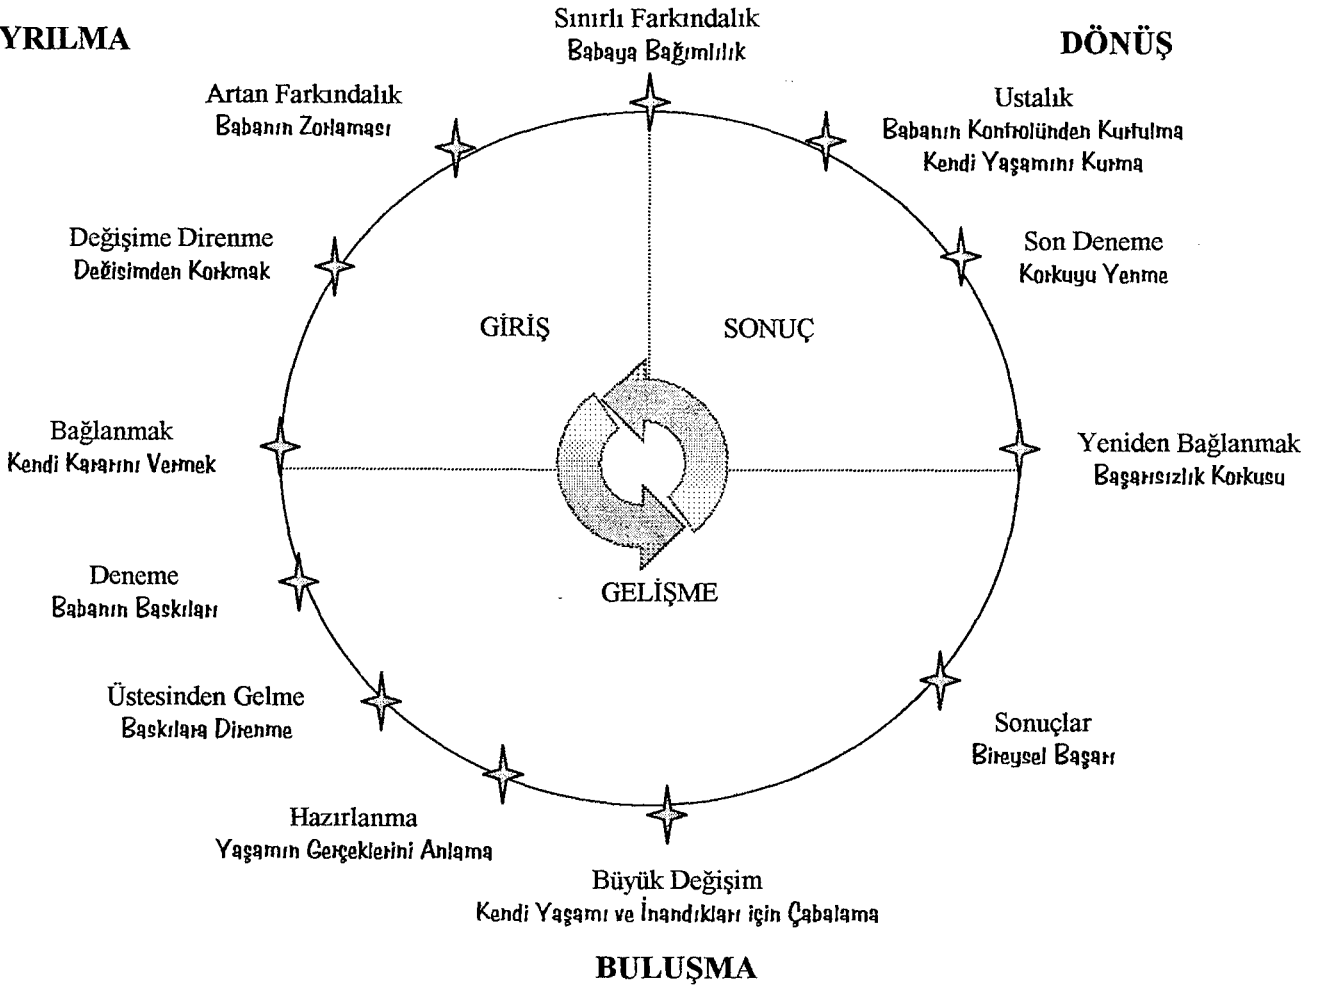 YRILMA
Sınırlı Farkındalık
Babaya Bağımlılık
DÖNÜŞ
Artan Farkındalık
Babanın Zorlaması
Ustalık
Babanın Kontrolünden Kurtulma
Kendi Yaşamını Kurma
Değişime Direnme
Değisimden Korkmak
Son Deneme
Korkuyu Yenme
GİRİŞ
SONUÇ
Bağlanmak
Kendi Kararını Vermek
Yeniden Bağlanmak
Başarısızlık Korkusu
Deneme
Babanın Baskıları
GELİŞME
Üstesinden Gelme
Baskılara Direnme
Sonuçlar
Bireysel Başarı
Hazırlanma
Yaşamın Gerçeklerini Anlama
Büyük Değişim
Kendi Yaşamı ve İnandıkları için Çabalama
BULUŞMA